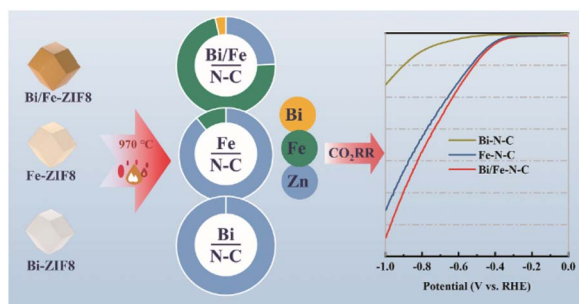 Bi/Fe-ZIF8
Fe-ZIF8
Bi-ZIF8
970 ℃
Bi/Fe
N-C
Fe
N-C
Bi
N-C
Bi
Fe
Zn
CO₂RR
Bi-N-C
Fe-N-C
Bi/Fe-N-C
-1.0 -0.8 -0.6 -0.4 -0.2 0.0
Potential (V vs. RHE)